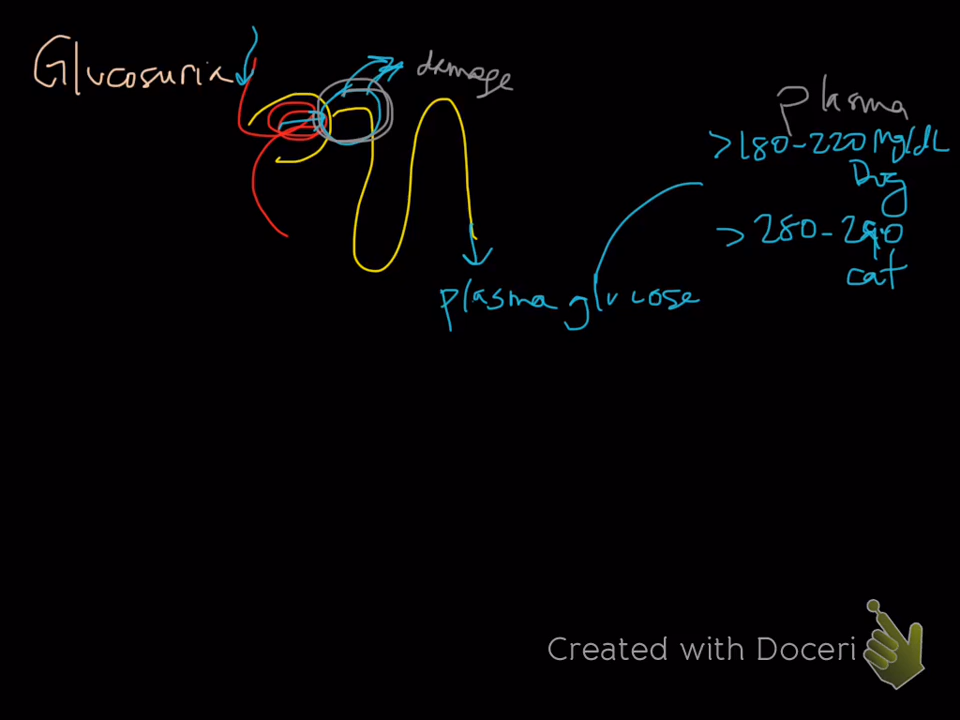 Glucosuria
damage
plasma
>180-220 mg/dL
Dog
>280-290
cat
plasma glucose
Created with Doceri